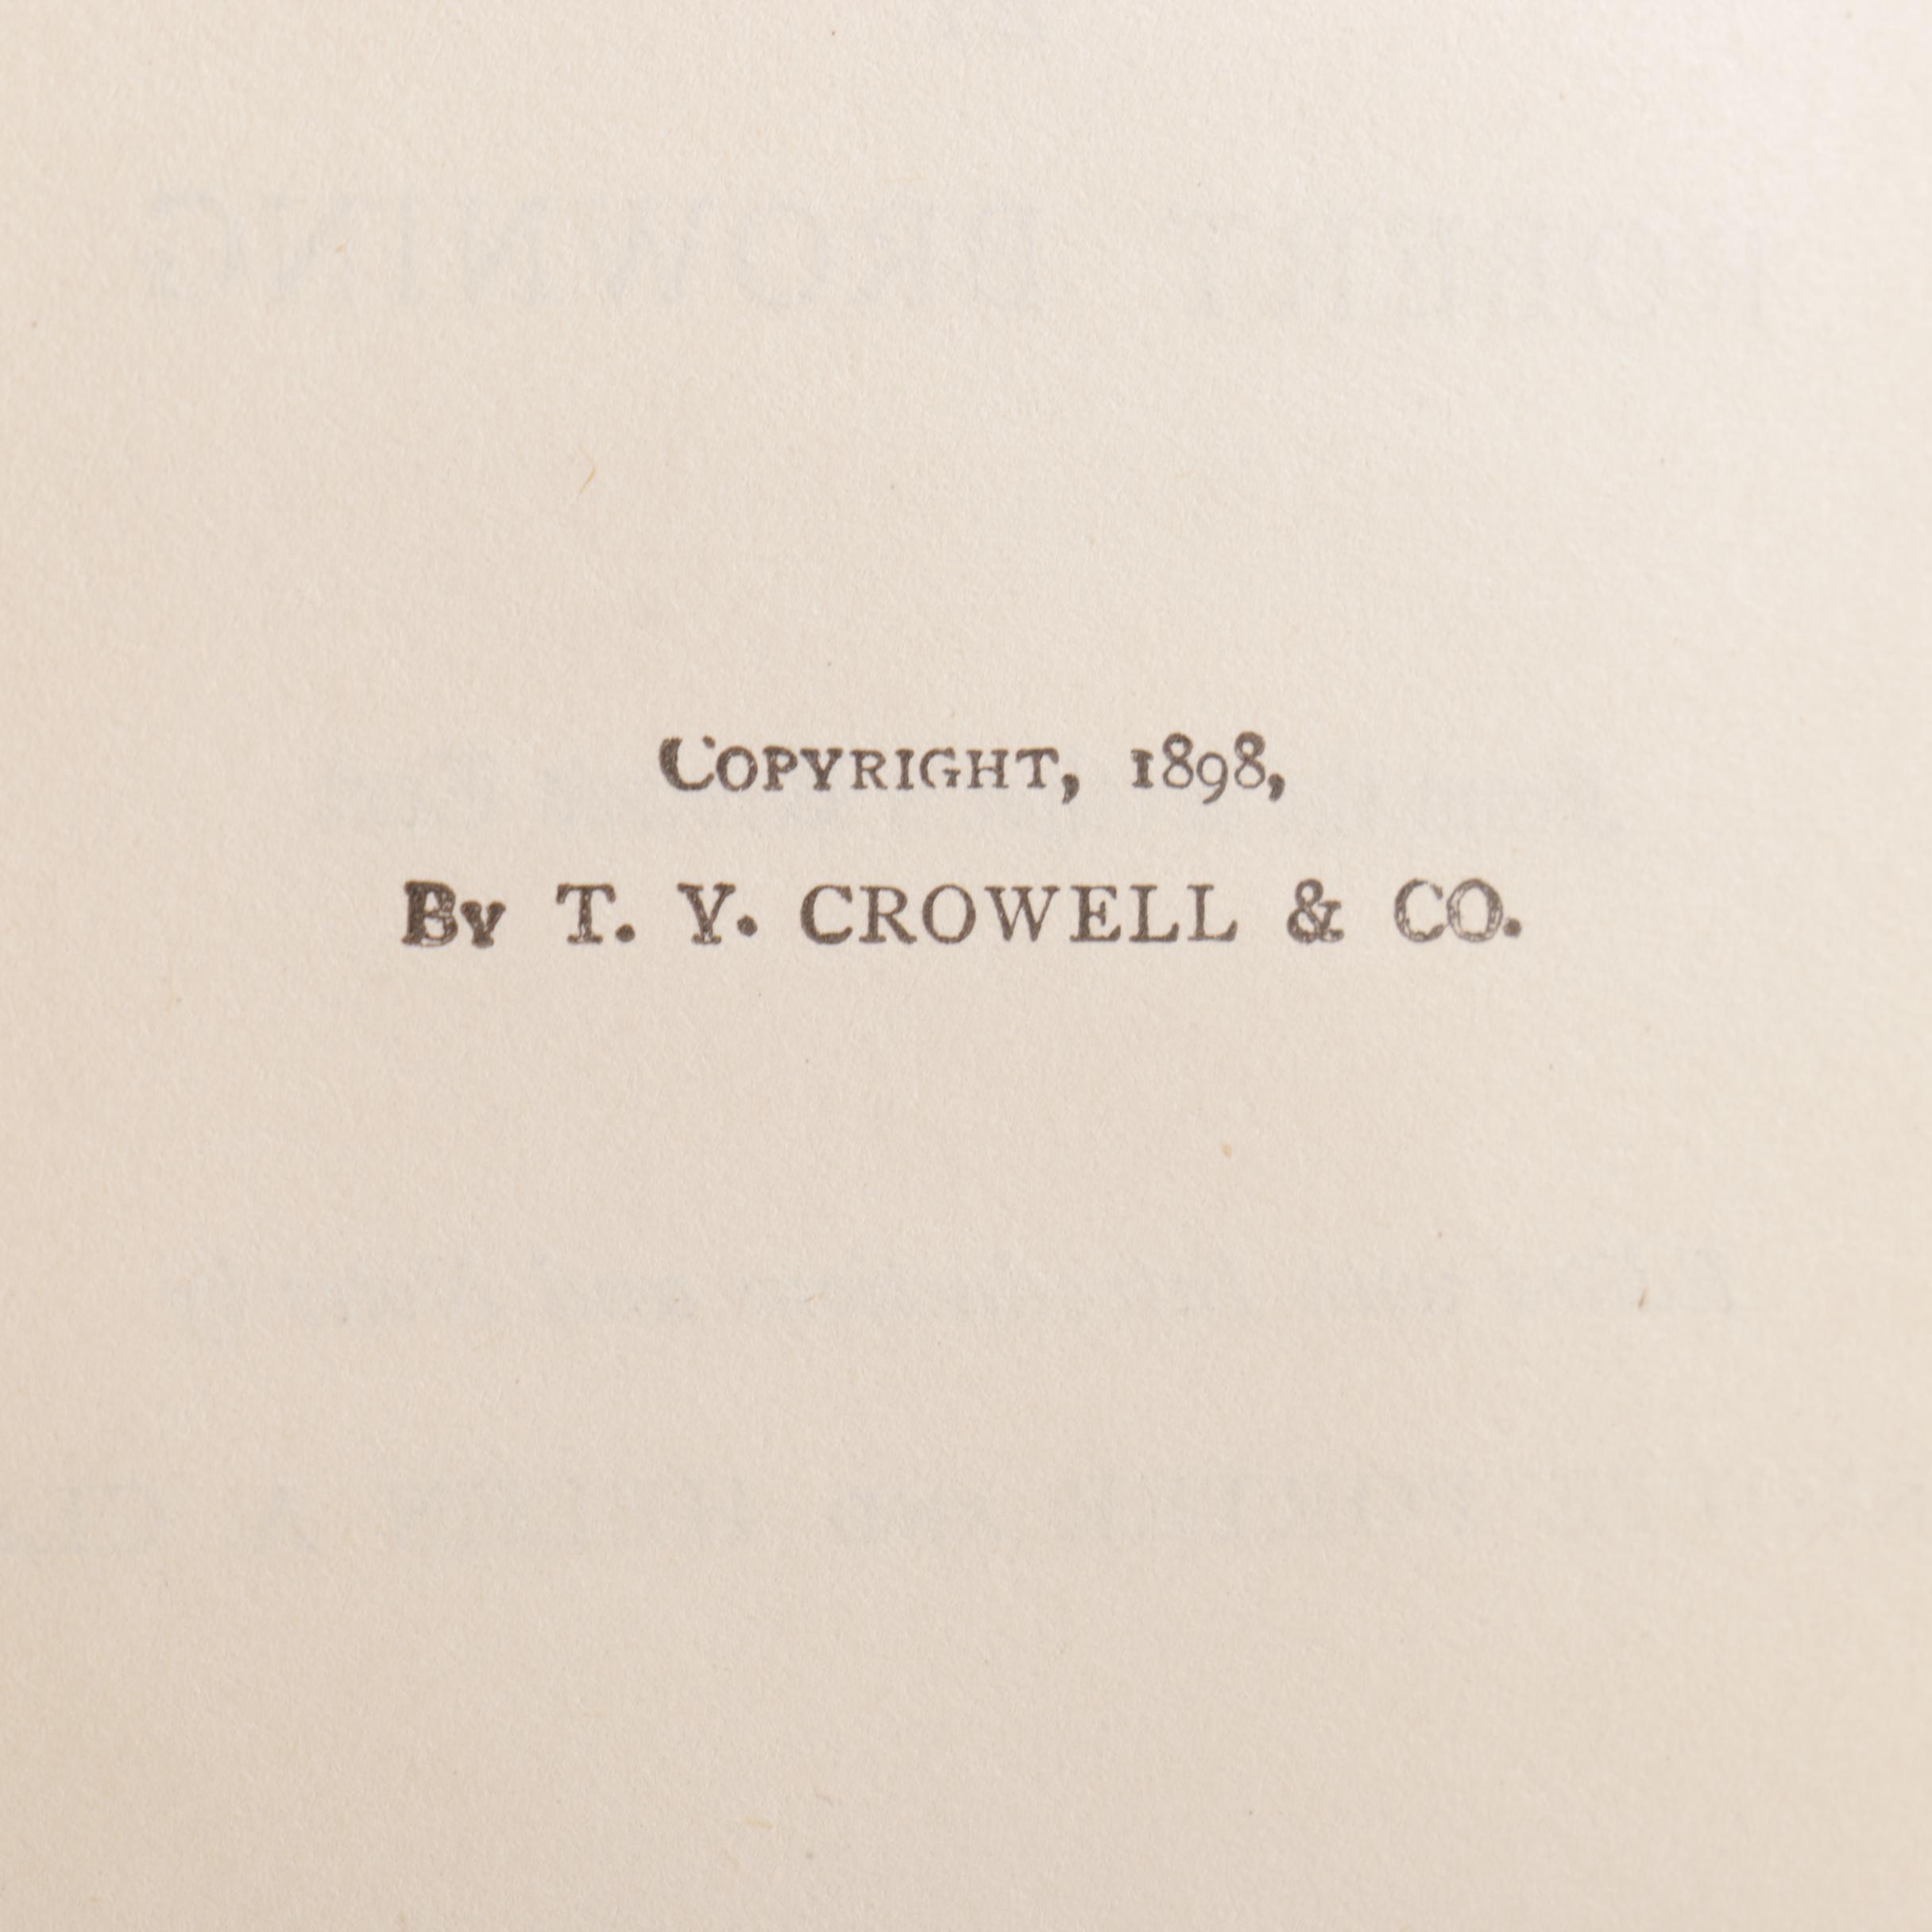 COPYRIGHT, 1898,
BY T. Y. CROWELL & CO.